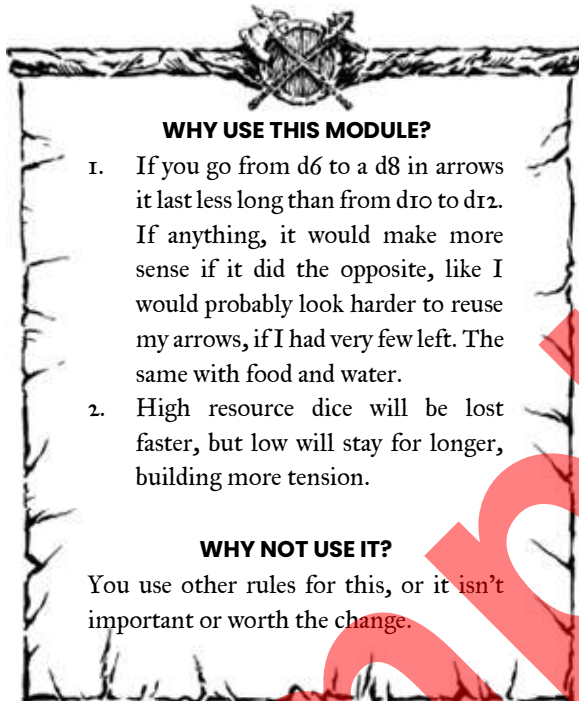 WHY USE THIS MODULE?
1. If you go from d6 to a d8 in arrows
it last less long than from d10 to d12.
If anything, it would make more
sense if it did the opposite, like I
would probably look harder to reuse
my arrows, if I had very few left. The
same with food and water.
2. High resource dice will be lost
faster, but low will stay for longer,
building more tension.
WHY NOT USE IT?
You use other rules for this, or it isn't
important or worth the change.